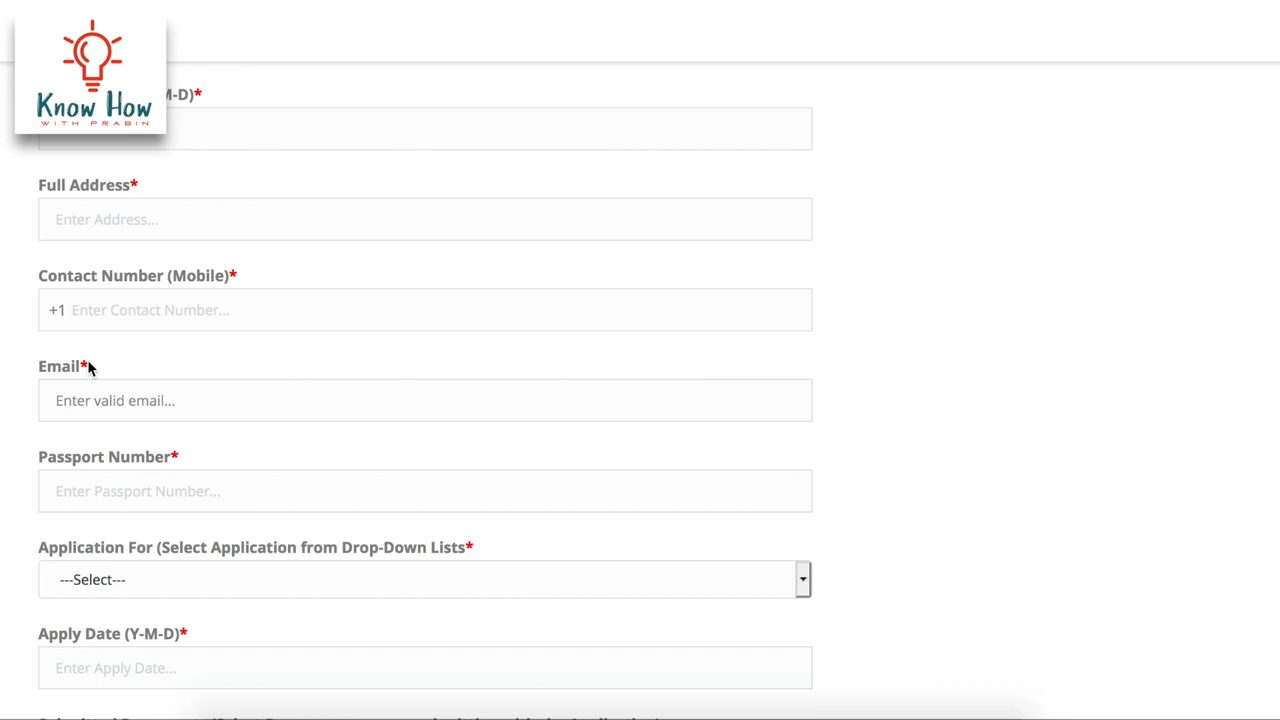 Know How
WITH PRABIN
M-D)*
Full Address*
Enter Address...
Contact Number (Mobile)*
+1 Enter Contact Number...
Email*
Enter valid email...
Passport Number*
Enter Passport Number...
Application For (Select Application from Drop-Down Lists*
---Select---
Apply Date (Y-M-D)*
Enter Apply Date...